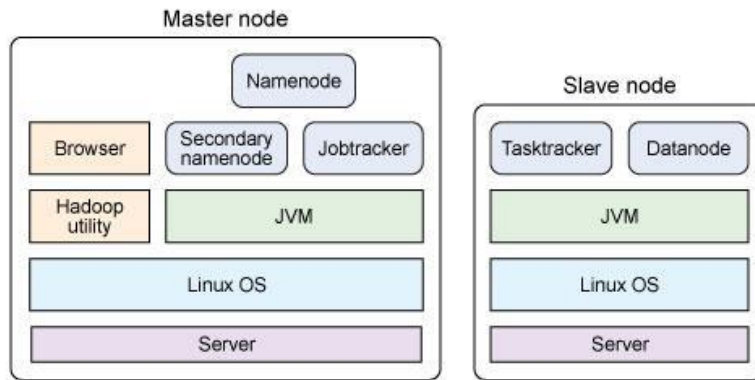 Master node
Namenode
Browser
Secondary
namenode
Jobtracker
Hadoop
utility
JVM
Linux OS
Server
Slave node
Tasktracker
Datanode
JVM
Linux OS
Server